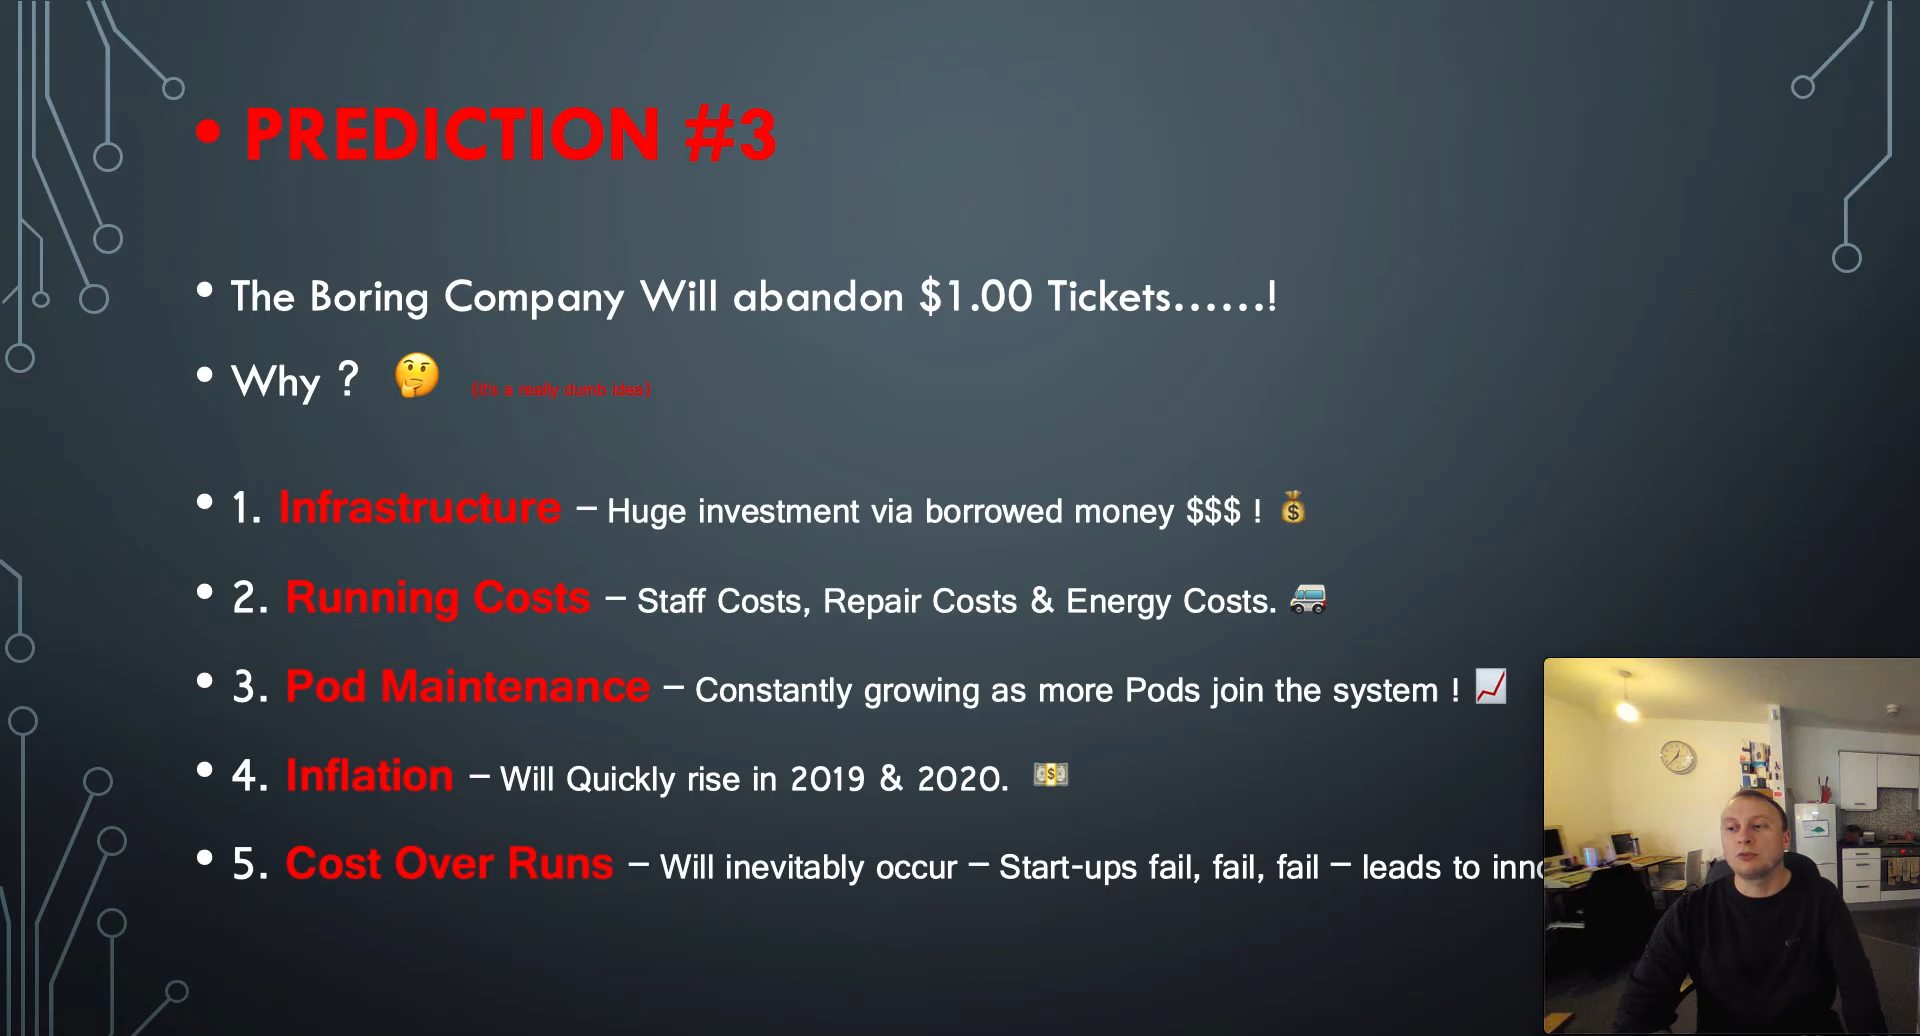 • PREDICTION #3
• The Boring Company Will abandon $1.00 Tickets......!
• Why ? 🤔 (it's a really dumb idea)
• 1. Infrastructure – Huge investment via borrowed money $$$ ! 💰
• 2. Running Costs – Staff Costs, Repair Costs & Energy Costs. 🚐
• 3. Pod Maintenance – Constantly growing as more Pods join the system ! 📈
• 4. Inflation – Will Quickly rise in 2019 & 2020. 💵
• 5. Cost Over Runs – Will inevitably occur – Start-ups fail, fail, fail – leads to